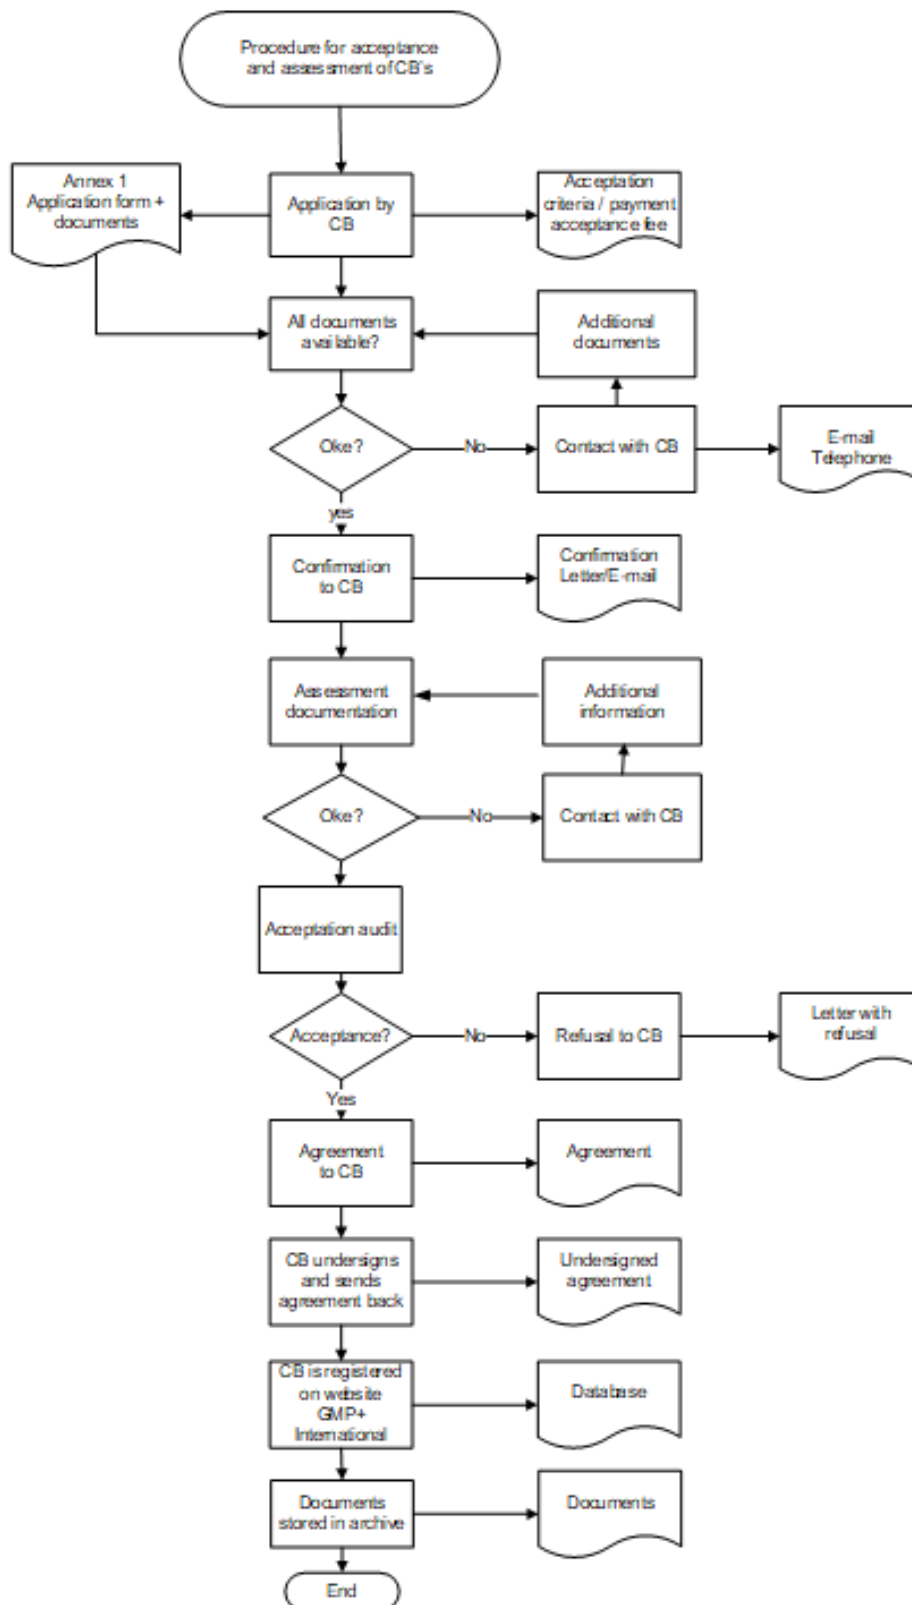 Procedure for acceptance
and assessment of CB's
Annex 1
Application form +
documents
Application by
CB
Acceptation
criteria / payment
acceptance fee
All documents
available?
Additional
documents
Oke?
No
Contact with CB
E-mail
Telephone
yes
Confirmation
to CB
Confirmation
Letter/E-mail
Assessment
documentation
Additional
information
Oke?
No
Contact with CB
Acceptation audit
Acceptance?
No
Refusal to CB
Letter with
refusal
Yes
Agreement
to CB
Agreement
CB undersigns
and sends
agreement back
Undersigned
agreement
CB is registered
on website
GMP+
International
Database
Documents
stored in archive
Documents
End